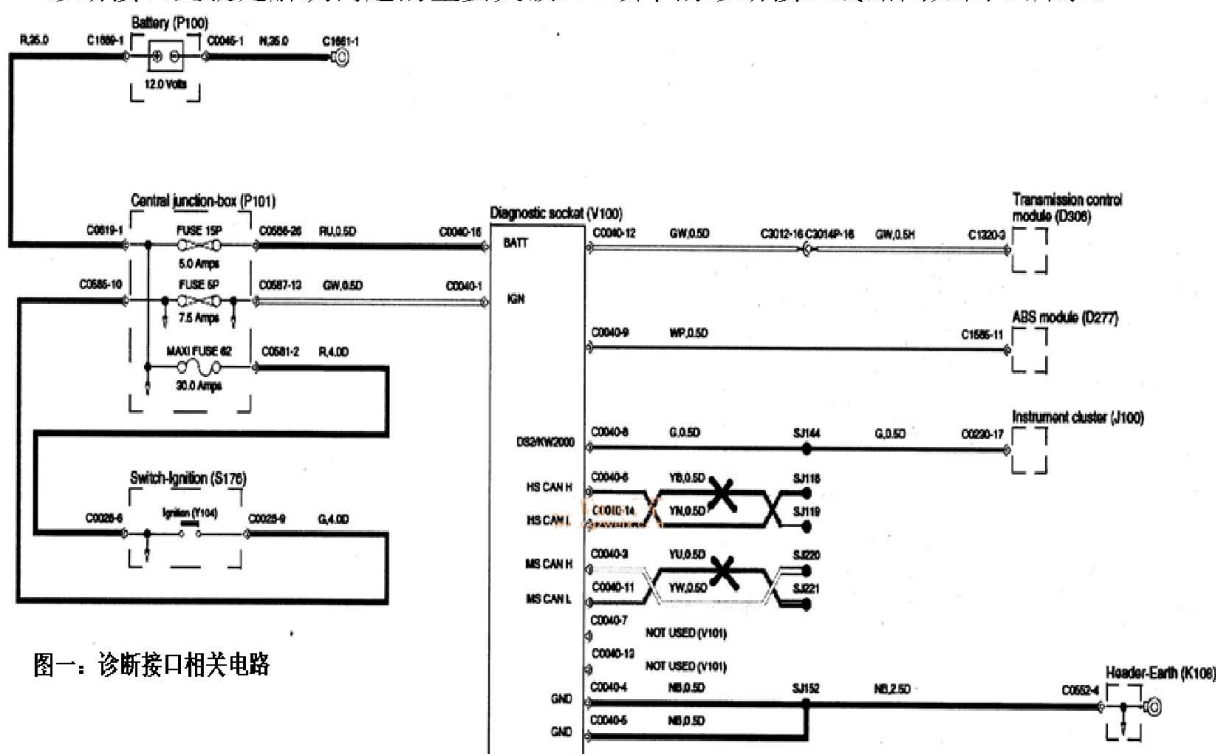 Battery (P100)
R,35.0
C1889-1
C0045-1
N,35.0
C1661-1
12.0 Volts
Central junction-box (P101)
C0619-1
FUSE 15P
C0586-26
RU,0.5D
C0040-16
5.0 Amps
C0585-10
FUSE 5P
C0587-13
GW,0.5D
C0040-1
7.5 Amps
MAXI FUSE 62
C0581-2
R,4.0D
30.0 Amps
Switch-Ignition (S176)
C0028-6
Ignition (Y104)
C0028-9
G,4.0D
Diagnostic socket (V100)
BATT
IGN
DS2/KW2000
HS CAN H
HS CAN L
MS CAN H
MS CAN L
GND
GND
C0040-12
GW,0.5D
C3012-16
C3014P-16
GW,0.5H
C1320-3
Transmission control
module (D306)
C0040-9
WP,0.5D
C1585-11
ABS module (D277)
C0040-8
G,0.5D
SJ144
G,0.5D
C0230-17
Instrument cluster (J100)
C0040-6
YB,0.5D
SJ118
C0040-14
YN,0.5D
SJ119
C0040-3
YU,0.5D
SJ220
C0040-11
YW,0.5D
SJ221
C0040-7
NOT USED (V101)
C0040-13
NOT USED (V101)
C0040-4
NB,0.5D
SJ152
NB,2.5D
C0552-4
Header-Earth (K106)
C0040-5
NB,0.5D
图一：诊断接口相关电路